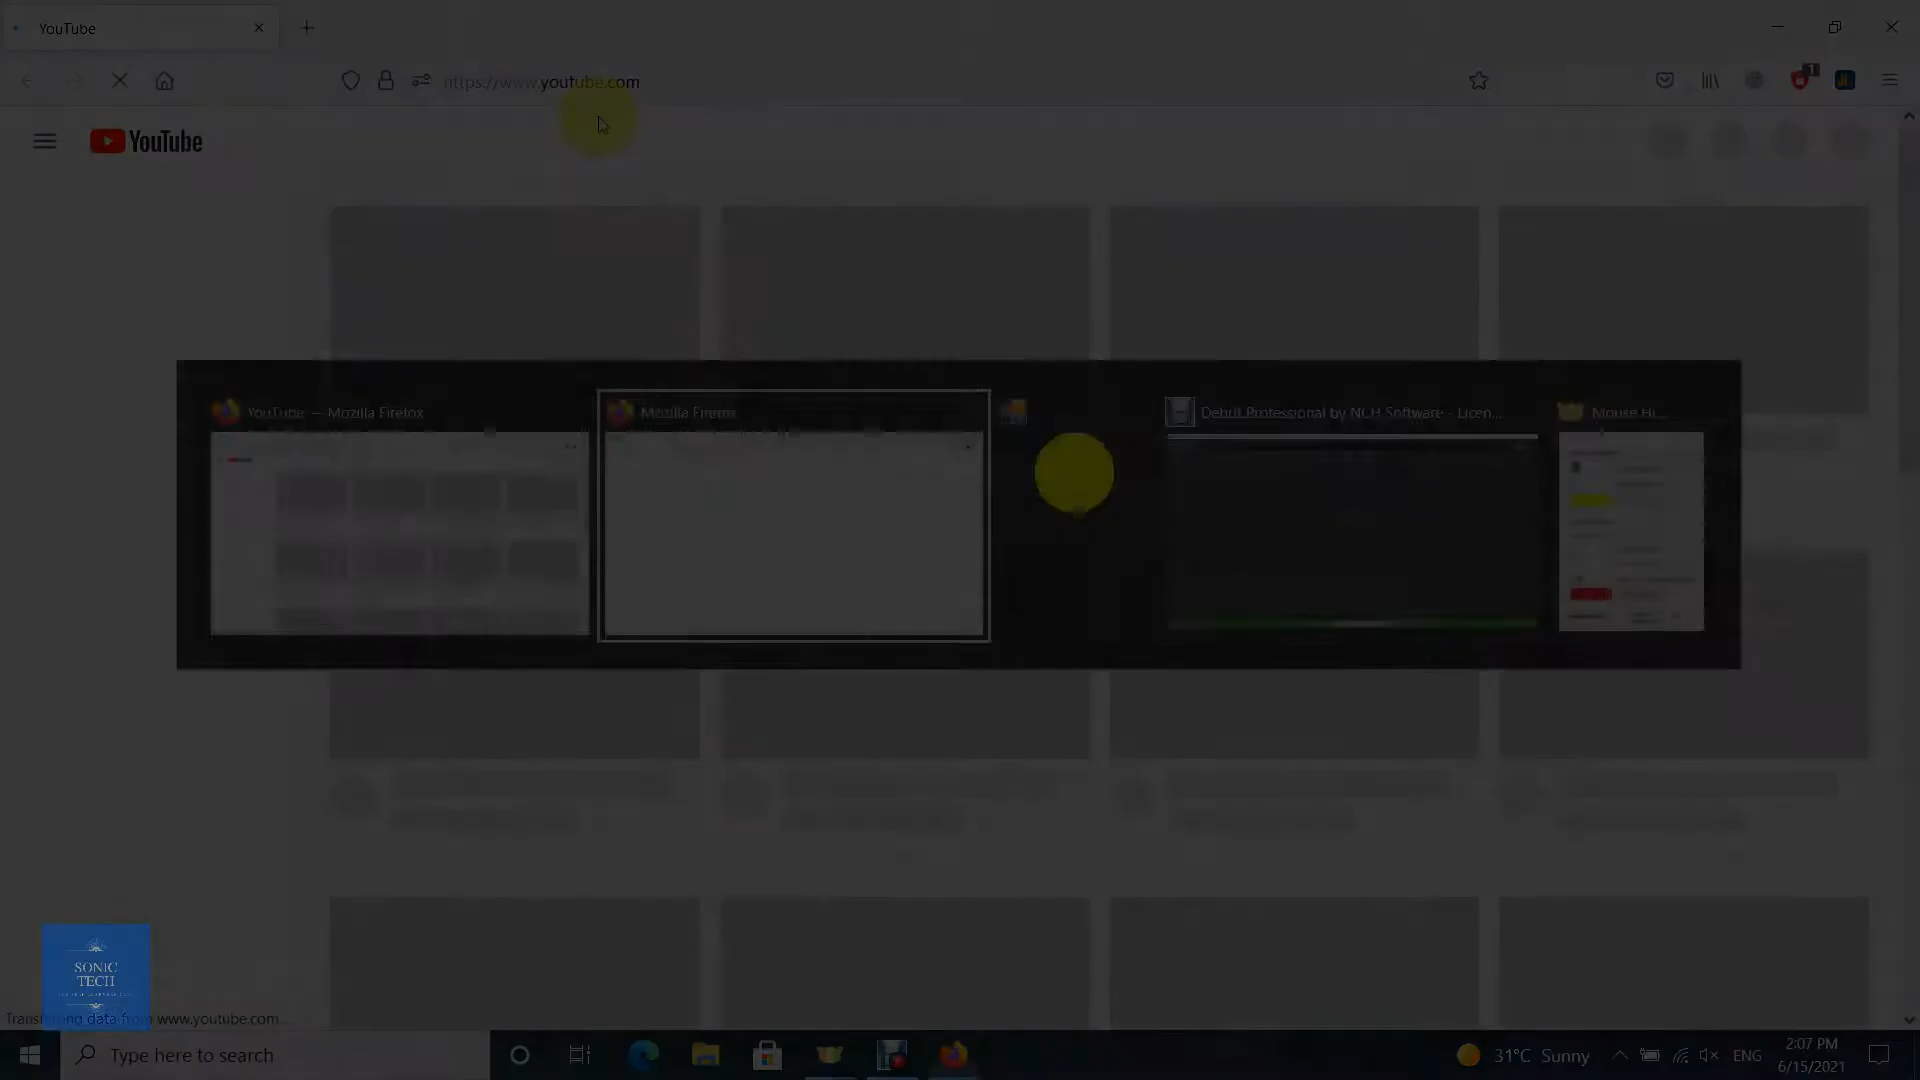 YouTube
https://www.youtube.com
1
YouTube
YouTube — Mozilla Firefox
Mozilla Firefox
Debut Professional by NCH Software - Licen...
Mouse Hi...
SONIC
TECH
www.youtube.com...
Type here to search
31°C Sunny
ENG
2:07 PM
6/15/2021